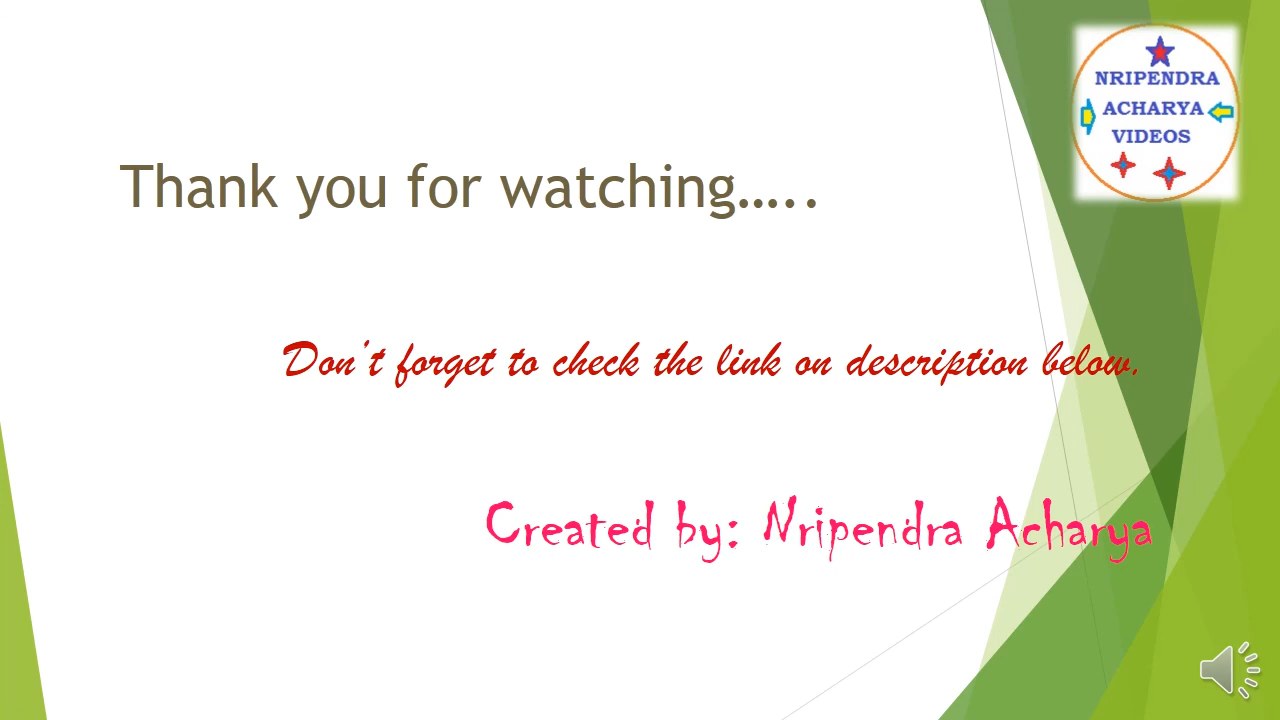 NRIPENDRA
ACHARYA
VIDEOS
Thank you for watching…..
Don't forget to check the link on description below.
Created by: Nripendra Acharya